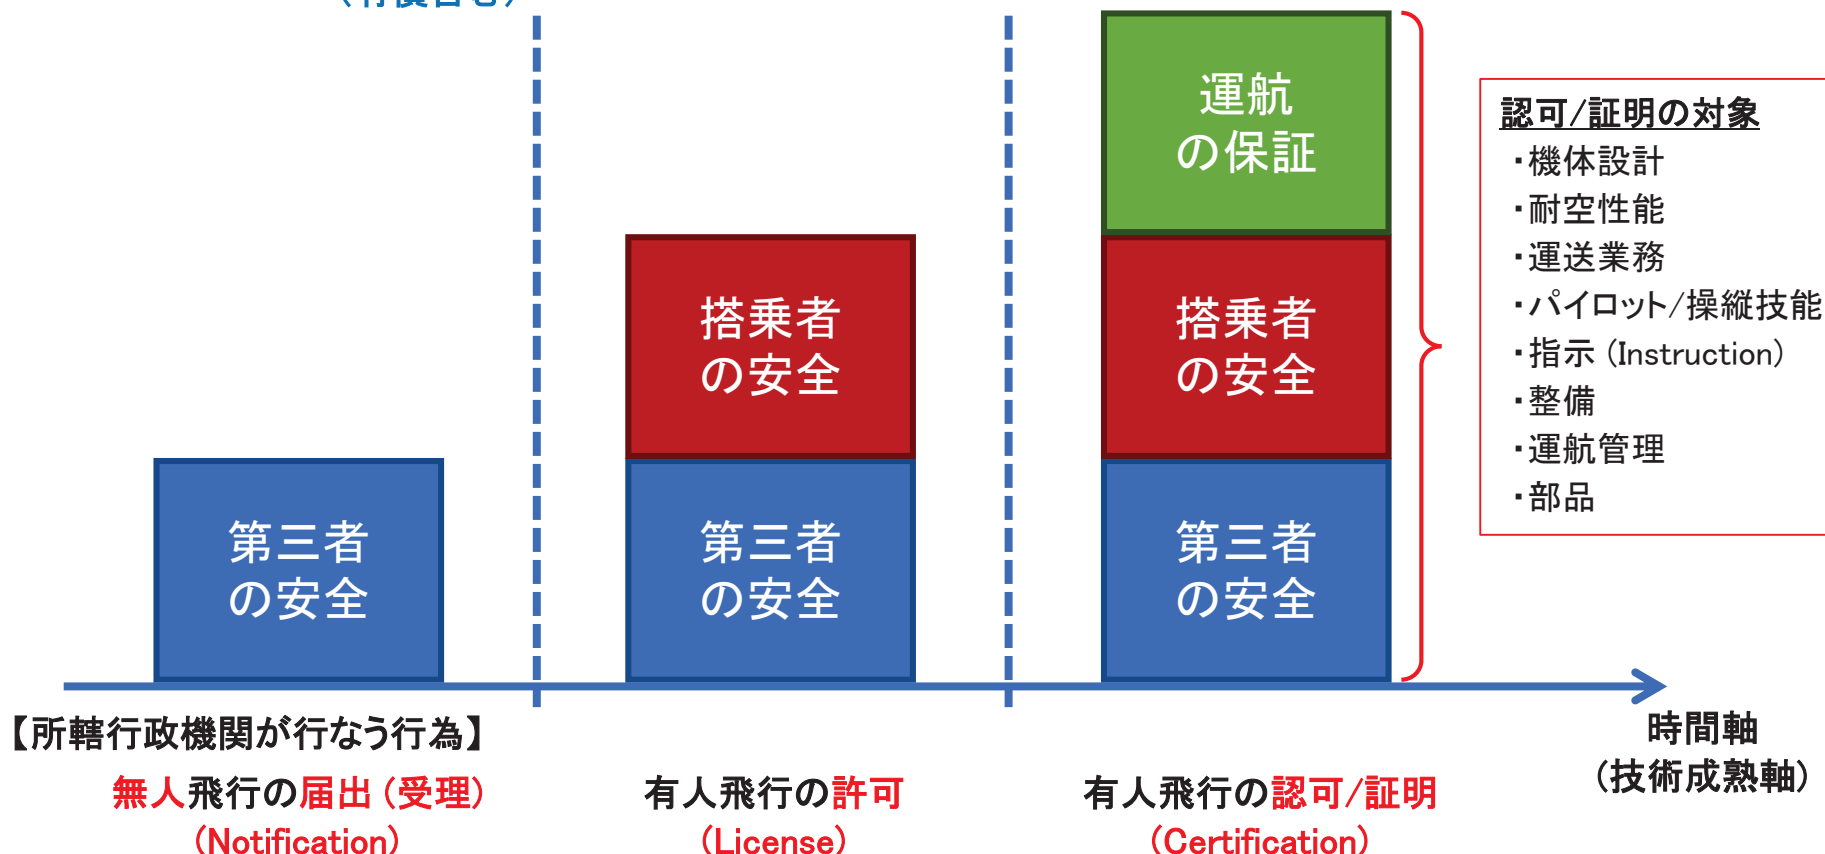 (有償含む)
運航
の保証
認可/証明の対象
・機体設計
・耐空性能
・運送業務
・パイロット/操縦技能
・指示 (Instruction)
・整備
・運航管理
・部品
搭乗者
の安全
搭乗者
の安全
第三者
の安全
第三者
の安全
第三者
の安全
【所轄行政機関が行なう行為】
時間軸
(技術成熟軸)
無人飛行の届出 (受理)
(Notification)
有人飛行の許可
(License)
有人飛行の認可/証明
(Certification)